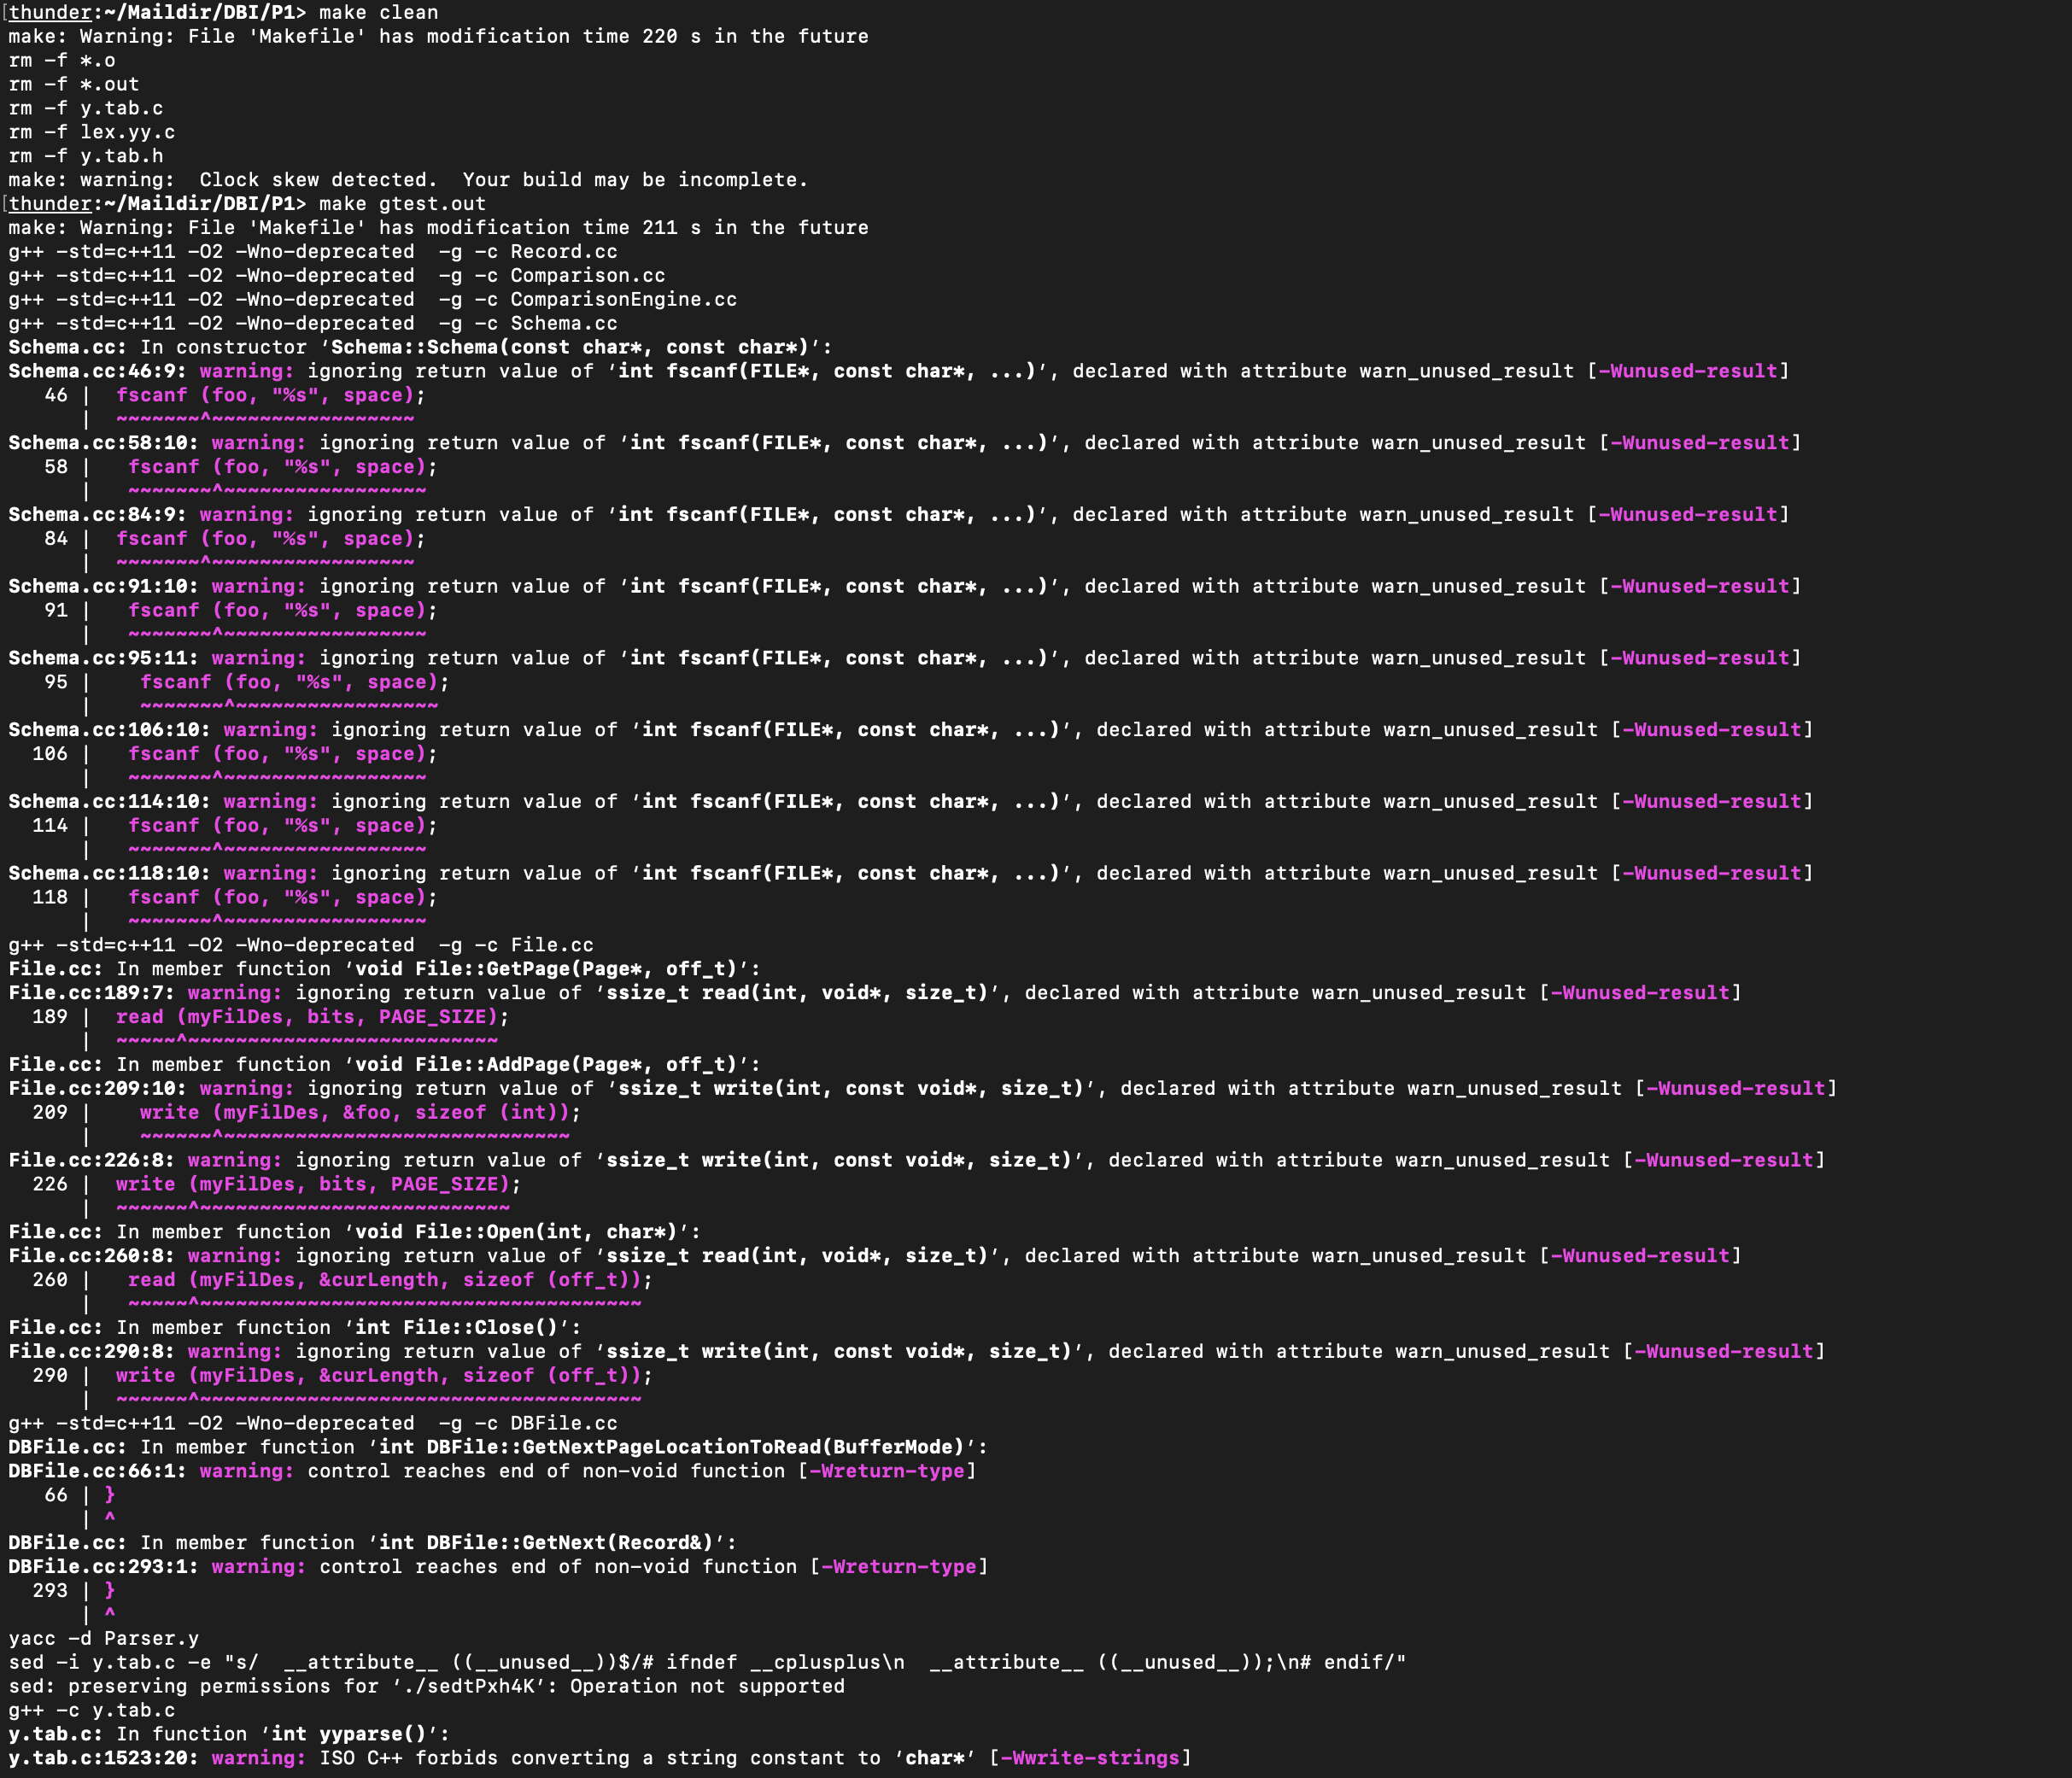 [thunder:~/Maildir/DBI/P1> make clean
make: Warning: File 'Makefile' has modification time 220 s in the future
rm -f *.o
rm -f *.out
rm -f y.tab.c
rm -f lex.yy.c
rm -f y.tab.h
make: warning:  Clock skew detected.  Your build may be incomplete.
[thunder:~/Maildir/DBI/P1> make gtest.out
make: Warning: File 'Makefile' has modification time 211 s in the future
g++ -std=c++11 -O2 -Wno-deprecated  -g -c Record.cc
g++ -std=c++11 -O2 -Wno-deprecated  -g -c Comparison.cc
g++ -std=c++11 -O2 -Wno-deprecated  -g -c ComparisonEngine.cc
g++ -std=c++11 -O2 -Wno-deprecated  -g -c Schema.cc
Schema.cc: In constructor ‘Schema::Schema(const char*, const char*)’:
Schema.cc:46:9: warning: ignoring return value of ‘int fscanf(FILE*, const char*, ...)’, declared with attribute warn_unused_result [-Wunused-result]
   46 |  fscanf (foo, "%s", space);
      |  ~~~~~~~^~~~~~~~~~~~~~~~~~
Schema.cc:58:10: warning: ignoring return value of ‘int fscanf(FILE*, const char*, ...)’, declared with attribute warn_unused_result [-Wunused-result]
   58 |   fscanf (foo, "%s", space);
      |   ~~~~~~~^~~~~~~~~~~~~~~~~~
Schema.cc:84:9: warning: ignoring return value of ‘int fscanf(FILE*, const char*, ...)’, declared with attribute warn_unused_result [-Wunused-result]
   84 |  fscanf (foo, "%s", space);
      |  ~~~~~~~^~~~~~~~~~~~~~~~~~
Schema.cc:91:10: warning: ignoring return value of ‘int fscanf(FILE*, const char*, ...)’, declared with attribute warn_unused_result [-Wunused-result]
   91 |   fscanf (foo, "%s", space);
      |   ~~~~~~~^~~~~~~~~~~~~~~~~~
Schema.cc:95:11: warning: ignoring return value of ‘int fscanf(FILE*, const char*, ...)’, declared with attribute warn_unused_result [-Wunused-result]
   95 |    fscanf (foo, "%s", space);
      |    ~~~~~~~^~~~~~~~~~~~~~~~~~
Schema.cc:106:10: warning: ignoring return value of ‘int fscanf(FILE*, const char*, ...)’, declared with attribute warn_unused_result [-Wunused-result]
  106 |   fscanf (foo, "%s", space);
      |   ~~~~~~~^~~~~~~~~~~~~~~~~~
Schema.cc:114:10: warning: ignoring return value of ‘int fscanf(FILE*, const char*, ...)’, declared with attribute warn_unused_result [-Wunused-result]
  114 |   fscanf (foo, "%s", space);
      |   ~~~~~~~^~~~~~~~~~~~~~~~~~
Schema.cc:118:10: warning: ignoring return value of ‘int fscanf(FILE*, const char*, ...)’, declared with attribute warn_unused_result [-Wunused-result]
  118 |   fscanf (foo, "%s", space);
      |   ~~~~~~~^~~~~~~~~~~~~~~~~~
g++ -std=c++11 -O2 -Wno-deprecated  -g -c File.cc
File.cc: In member function ‘void File::GetPage(Page*, off_t)’:
File.cc:189:7: warning: ignoring return value of ‘ssize_t read(int, void*, size_t)’, declared with attribute warn_unused_result [-Wunused-result]
  189 |  read (myFilDes, bits, PAGE_SIZE);
      |  ~~~~~^~~~~~~~~~~~~~~~~~~~~~~~~~~
File.cc: In member function ‘void File::AddPage(Page*, off_t)’:
File.cc:209:10: warning: ignoring return value of ‘ssize_t write(int, const void*, size_t)’, declared with attribute warn_unused_result [-Wunused-result]
  209 |    write (myFilDes, &foo, sizeof (int));
      |    ~~~~~~^~~~~~~~~~~~~~~~~~~~~~~~~~~~~~
File.cc:226:8: warning: ignoring return value of ‘ssize_t write(int, const void*, size_t)’, declared with attribute warn_unused_result [-Wunused-result]
  226 |  write (myFilDes, bits, PAGE_SIZE);
      |  ~~~~~~^~~~~~~~~~~~~~~~~~~~~~~~~~~
File.cc: In member function ‘void File::Open(int, char*)’:
File.cc:260:8: warning: ignoring return value of ‘ssize_t read(int, void*, size_t)’, declared with attribute warn_unused_result [-Wunused-result]
  260 |   read (myFilDes, &curLength, sizeof (off_t));
      |   ~~~~~^~~~~~~~~~~~~~~~~~~~~~~~~~~~~~~~~~~~~~
File.cc: In member function ‘int File::Close()’:
File.cc:290:8: warning: ignoring return value of ‘ssize_t write(int, const void*, size_t)’, declared with attribute warn_unused_result [-Wunused-result]
  290 |  write (myFilDes, &curLength, sizeof (off_t));
      |  ~~~~~~^~~~~~~~~~~~~~~~~~~~~~~~~~~~~~~~~~~~~~
g++ -std=c++11 -O2 -Wno-deprecated  -g -c DBFile.cc
DBFile.cc: In member function ‘int DBFile::GetNextPageLocationToRead(BufferMode)’:
DBFile.cc:66:1: warning: control reaches end of non-void function [-Wreturn-type]
   66 | }
      | ^
DBFile.cc: In member function ‘int DBFile::GetNext(Record&)’:
DBFile.cc:293:1: warning: control reaches end of non-void function [-Wreturn-type]
  293 | }
      | ^
yacc -d Parser.y
sed -i y.tab.c -e "s/  __attribute__ ((__unused__))$/# ifndef __cplusplus\n  __attribute__ ((__unused__));\n# endif/"
sed: preserving permissions for ‘./sedtPxh4K’: Operation not supported
g++ -c y.tab.c
y.tab.c: In function ‘int yyparse()’:
y.tab.c:1523:20: warning: ISO C++ forbids converting a string constant to ‘char*’ [-Wwrite-strings]